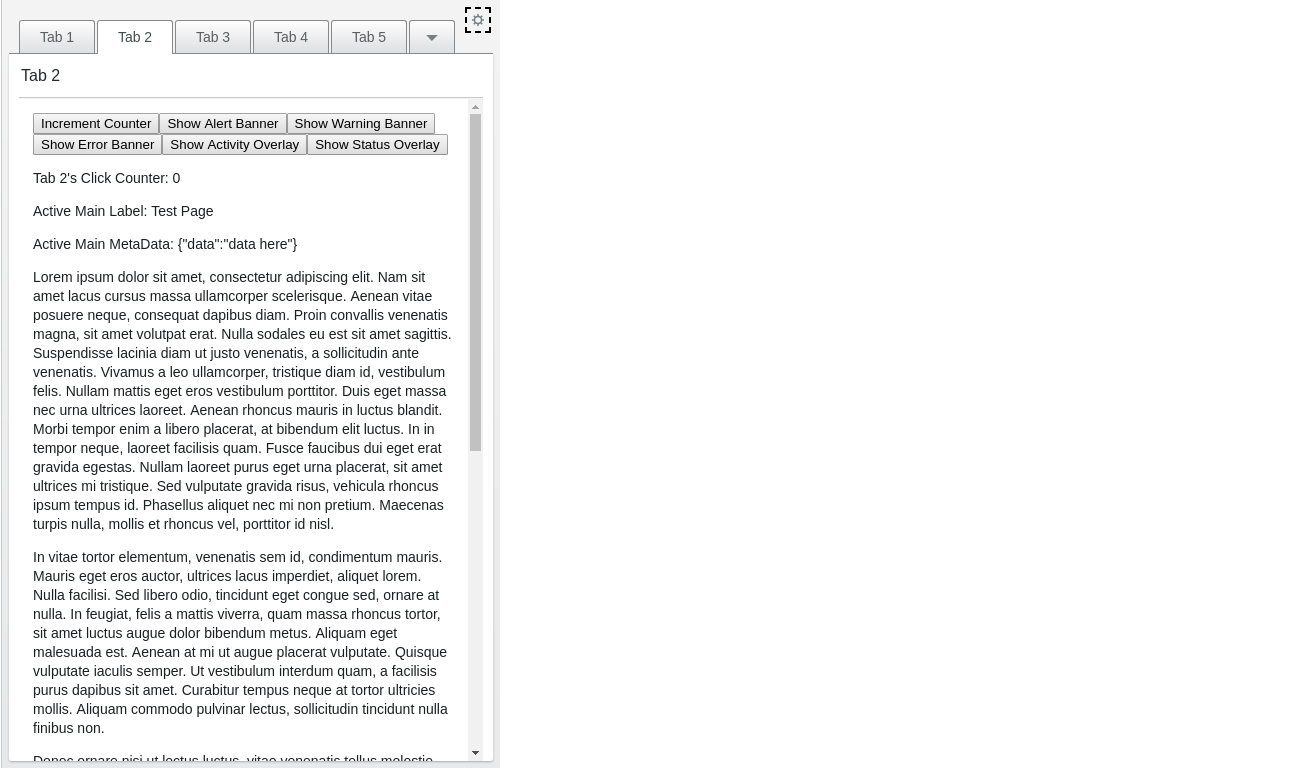 Tab 1
Tab 2
Tab 3
Tab 4
Tab 5
Tab 2
Increment Counter
Show Alert Banner
Show Warning Banner
Show Error Banner
Show Activity Overlay
Show Status Overlay
Tab 2's Click Counter: 0
Active Main Label: Test Page
Active Main MetaData: {"data":"data here"}
Lorem ipsum dolor sit amet, consectetur adipiscing elit. Nam sit
amet lacus cursus massa ullamcorper scelerisque. Aenean vitae
posuere neque, consequat dapibus diam. Proin convallis venenatis
magna, sit amet volutpat erat. Nulla sodales eu est sit amet sagittis.
Suspendisse lacinia diam ut justo venenatis, a sollicitudin ante
venenatis. Vivamus a leo ullamcorper, tristique diam id, vestibulum
felis. Nullam mattis eget eros vestibulum porttitor. Duis eget massa
nec urna ultrices laoreet. Aenean rhoncus mauris in luctus blandit.
Morbi tempor enim a libero placerat, at bibendum elit luctus. In in
tempor neque, laoreet facilisis quam. Fusce faucibus dui eget erat
gravida egestas. Nullam laoreet purus eget urna placerat, sit amet
ultrices mi tristique. Sed vulputate gravida risus, vehicula rhoncus
ipsum tempus id. Phasellus aliquet nec mi non pretium. Maecenas
turpis nulla, mollis et rhoncus vel, porttitor id nisl.
In vitae tortor elementum, venenatis sem id, condimentum mauris.
Mauris eget eros auctor, ultrices lacus imperdiet, aliquet lorem.
Nulla facilisi. Sed libero odio, tincidunt eget congue sed, ornare at
nulla. In feugiat, felis a mattis viverra, quam massa rhoncus tortor,
sit amet luctus augue dolor bibendum metus. Aliquam eget
malesuada est. Aenean at mi ut augue placerat vulputate. Quisque
vulputate iaculis semper. Ut vestibulum interdum quam, a facilisis
purus dapibus sit amet. Curabitur tempus neque at tortor ultricies
mollis. Aliquam commodo pulvinar lectus, sollicitudin tincidunt nulla
finibus non.
Donec ornare nisi ut lectus luctus, vitae venenatis tellus molestie.